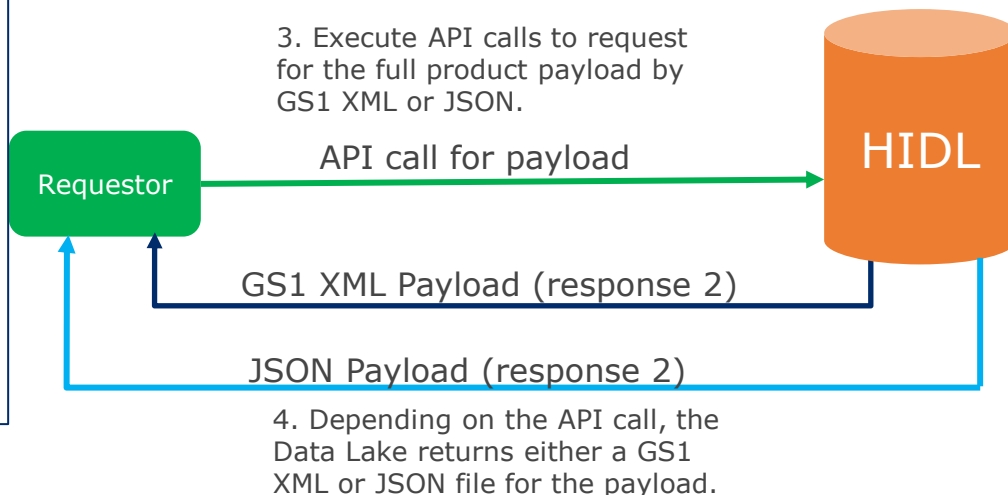 3. Execute API calls to request
for the full product payload by
GS1 XML or JSON.
API call for payload
HIDL
Requestor
GS1 XML Payload (response 2)
JSON Payload (response 2)
4. Depending on the API call, the
Data Lake returns either a GS1
XML or JSON file for the payload.